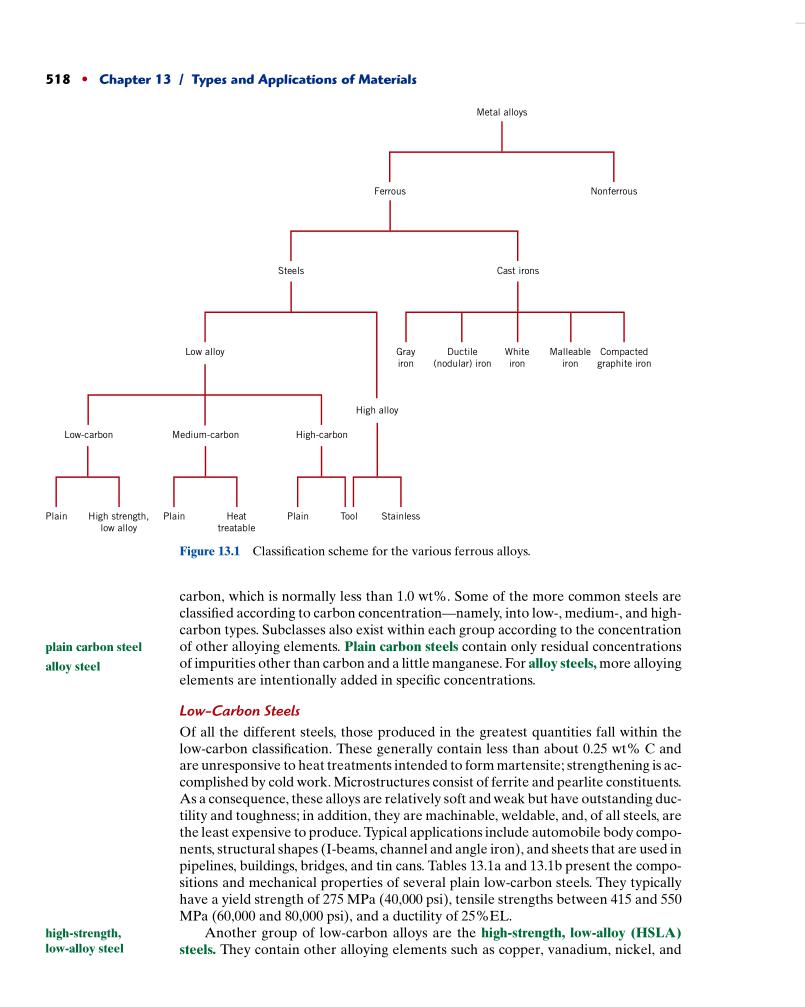 518 • Chapter 13 / Types and Applications of Materials
Metal alloys
Ferrous
Nonferrous
Steels
Cast irons
Low alloy
Gray
iron
Ductile
(nodular) iron
White
iron
Malleable
iron
Compacted
graphite iron
High alloy
Low-carbon
Medium-carbon
High-carbon
Plain
High strength,
low alloy
Plain
Heat
treatable
Plain
Tool
Stainless
Figure 13.1 Classification scheme for the various ferrous alloys.
carbon, which is normally less than 1.0 wt%. Some of the more common steels are
classified according to carbon concentration—namely, into low-, medium-, and high-
carbon types. Subclasses also exist within each group according to the concentration
plain carbon steel
of other alloying elements. Plain carbon steels contain only residual concentrations
alloy steel
of impurities other than carbon and a little manganese. For alloy steels, more alloying
elements are intentionally added in specific concentrations.
Low-Carbon Steels
Of all the different steels, those produced in the greatest quantities fall within the
low-carbon classification. These generally contain less than about 0.25 wt% C and
are unresponsive to heat treatments intended to form martensite; strengthening is ac-
complished by cold work. Microstructures consist of ferrite and pearlite constituents.
As a consequence, these alloys are relatively soft and weak but have outstanding duc-
tility and toughness; in addition, they are machinable, weldable, and, of all steels, are
the least expensive to produce. Typical applications include automobile body compo-
nents, structural shapes (I-beams, channel and angle iron), and sheets that are used in
pipelines, buildings, bridges, and tin cans. Tables 13.1a and 13.1b present the compo-
sitions and mechanical properties of several plain low-carbon steels. They typically
have a yield strength of 275 MPa (40,000 psi), tensile strengths between 415 and 550
MPa (60,000 and 80,000 psi), and a ductility of 25%EL.
high-strength,
low-alloy steel
Another group of low-carbon alloys are the high-strength, low-alloy (HSLA)
steels. They contain other alloying elements such as copper, vanadium, nickel, and